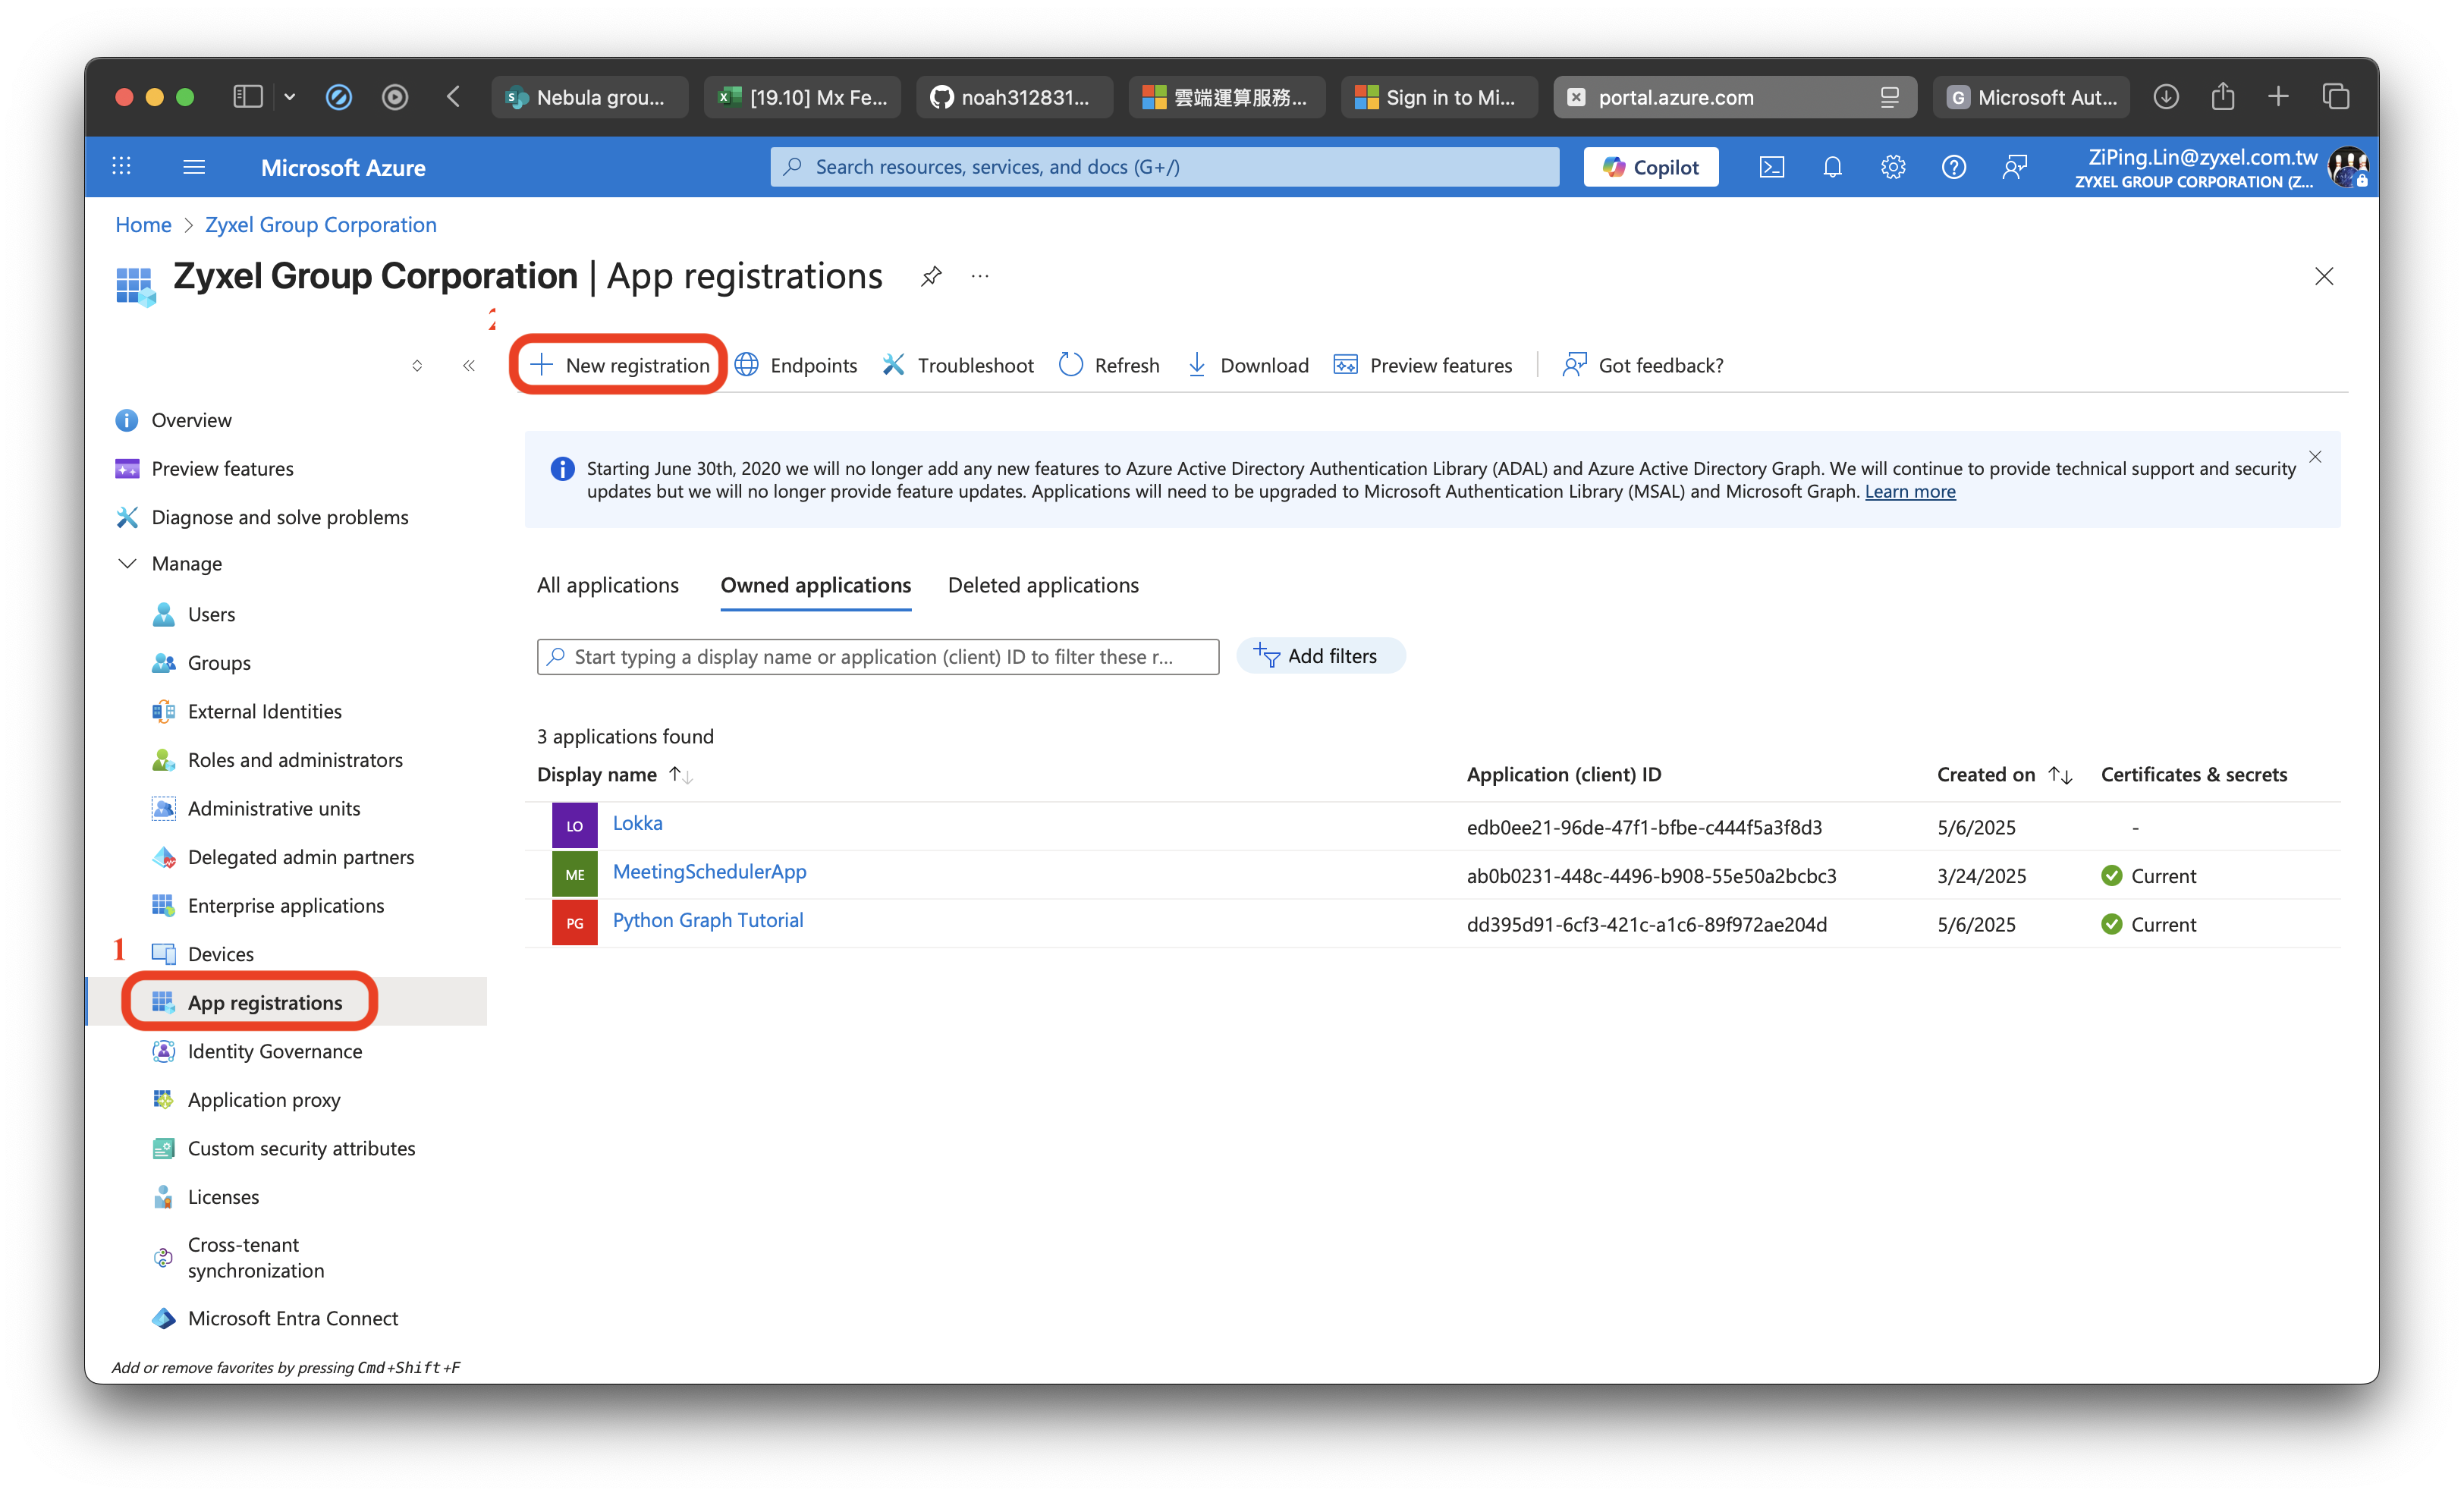 Nebula grou...
[19.10] Mx Fe...
noah312831...
雲端運算服務...
Sign in to Mi...
portal.azure.com
G Microsoft Aut...
Microsoft Azure
Search resources, services, and docs (G+/)
Copilot
ZiPing.Lin@zyxel.com.tw
ZYXEL GROUP CORPORATION (Z...
Home > Zyxel Group Corporation
Zyxel Group Corporation | App registrations
2
New registration
Endpoints
Troubleshoot
Refresh
Download
Preview features
Got feedback?
Overview
Preview features
Diagnose and solve problems
Manage
Users
Groups
External Identities
Roles and administrators
Administrative units
Delegated admin partners
Enterprise applications
1
Devices
App registrations
Identity Governance
Application proxy
Custom security attributes
Licenses
Cross-tenant
synchronization
Microsoft Entra Connect
Add or remove favorites by pressing Cmd+Shift+F
Starting June 30th, 2020 we will no longer add any new features to Azure Active Directory Authentication Library (ADAL) and Azure Active Directory Graph. We will continue to provide technical support and security
updates but we will no longer provide feature updates. Applications will need to be upgraded to Microsoft Authentication Library (MSAL) and Microsoft Graph. Learn more
All applications
Owned applications
Deleted applications
Start typing a display name or application (client) ID to filter these r...
Add filters
3 applications found
Display name
Application (client) ID
Created on
Certificates & secrets
LO Lokka edb0ee21-96de-47f1-bfbe-c444f5a3f8d3 5/6/2025 -
ME MeetingSchedulerApp ab0b0231-448c-4496-b908-55e50a2bcbc3 3/24/2025 Current
PG Python Graph Tutorial dd395d91-6cf3-421c-a1c6-89f972ae204d 5/6/2025 Current